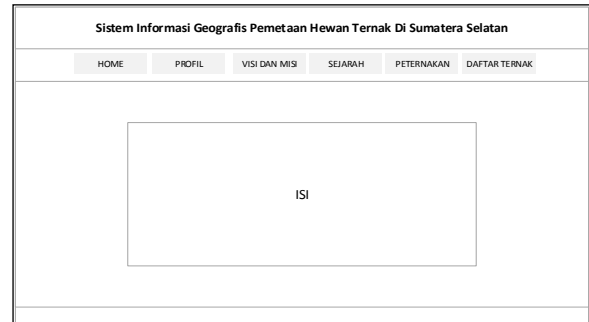 Sistem Informasi Geografis Pemetaan Hewan Ternak Di Sumatera Selatan
HOME PROFIL VISI DAN MISI SEJARAH PETERNAKAN DAFTAR TERNAK
ISI